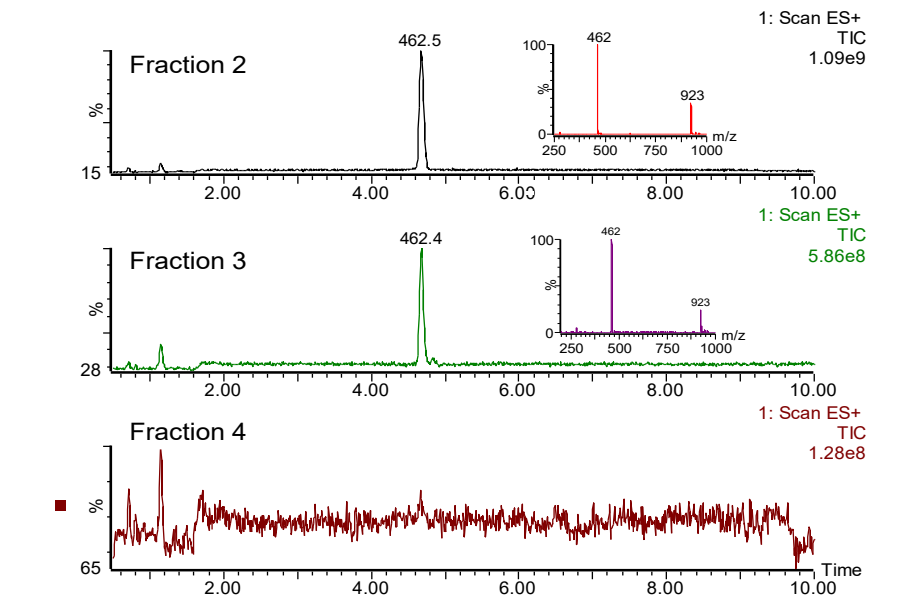 1: Scan ES+
TIC
1.09e9
Fraction 2
462.5
%
15
2.00 4.00 6.00 8.00 10.00
100
%
0
462
923
m/z
250 500 750 1000
1: Scan ES+
TIC
5.86e8
Fraction 3
462.4
%
28
2.00 4.00 6.00 8.00 10.00
100
%
0
462
923
m/z
250 500 750 1000
1: Scan ES+
TIC
1.28e8
Fraction 4
%
65
Time
2.00 4.00 6.00 8.00 10.00